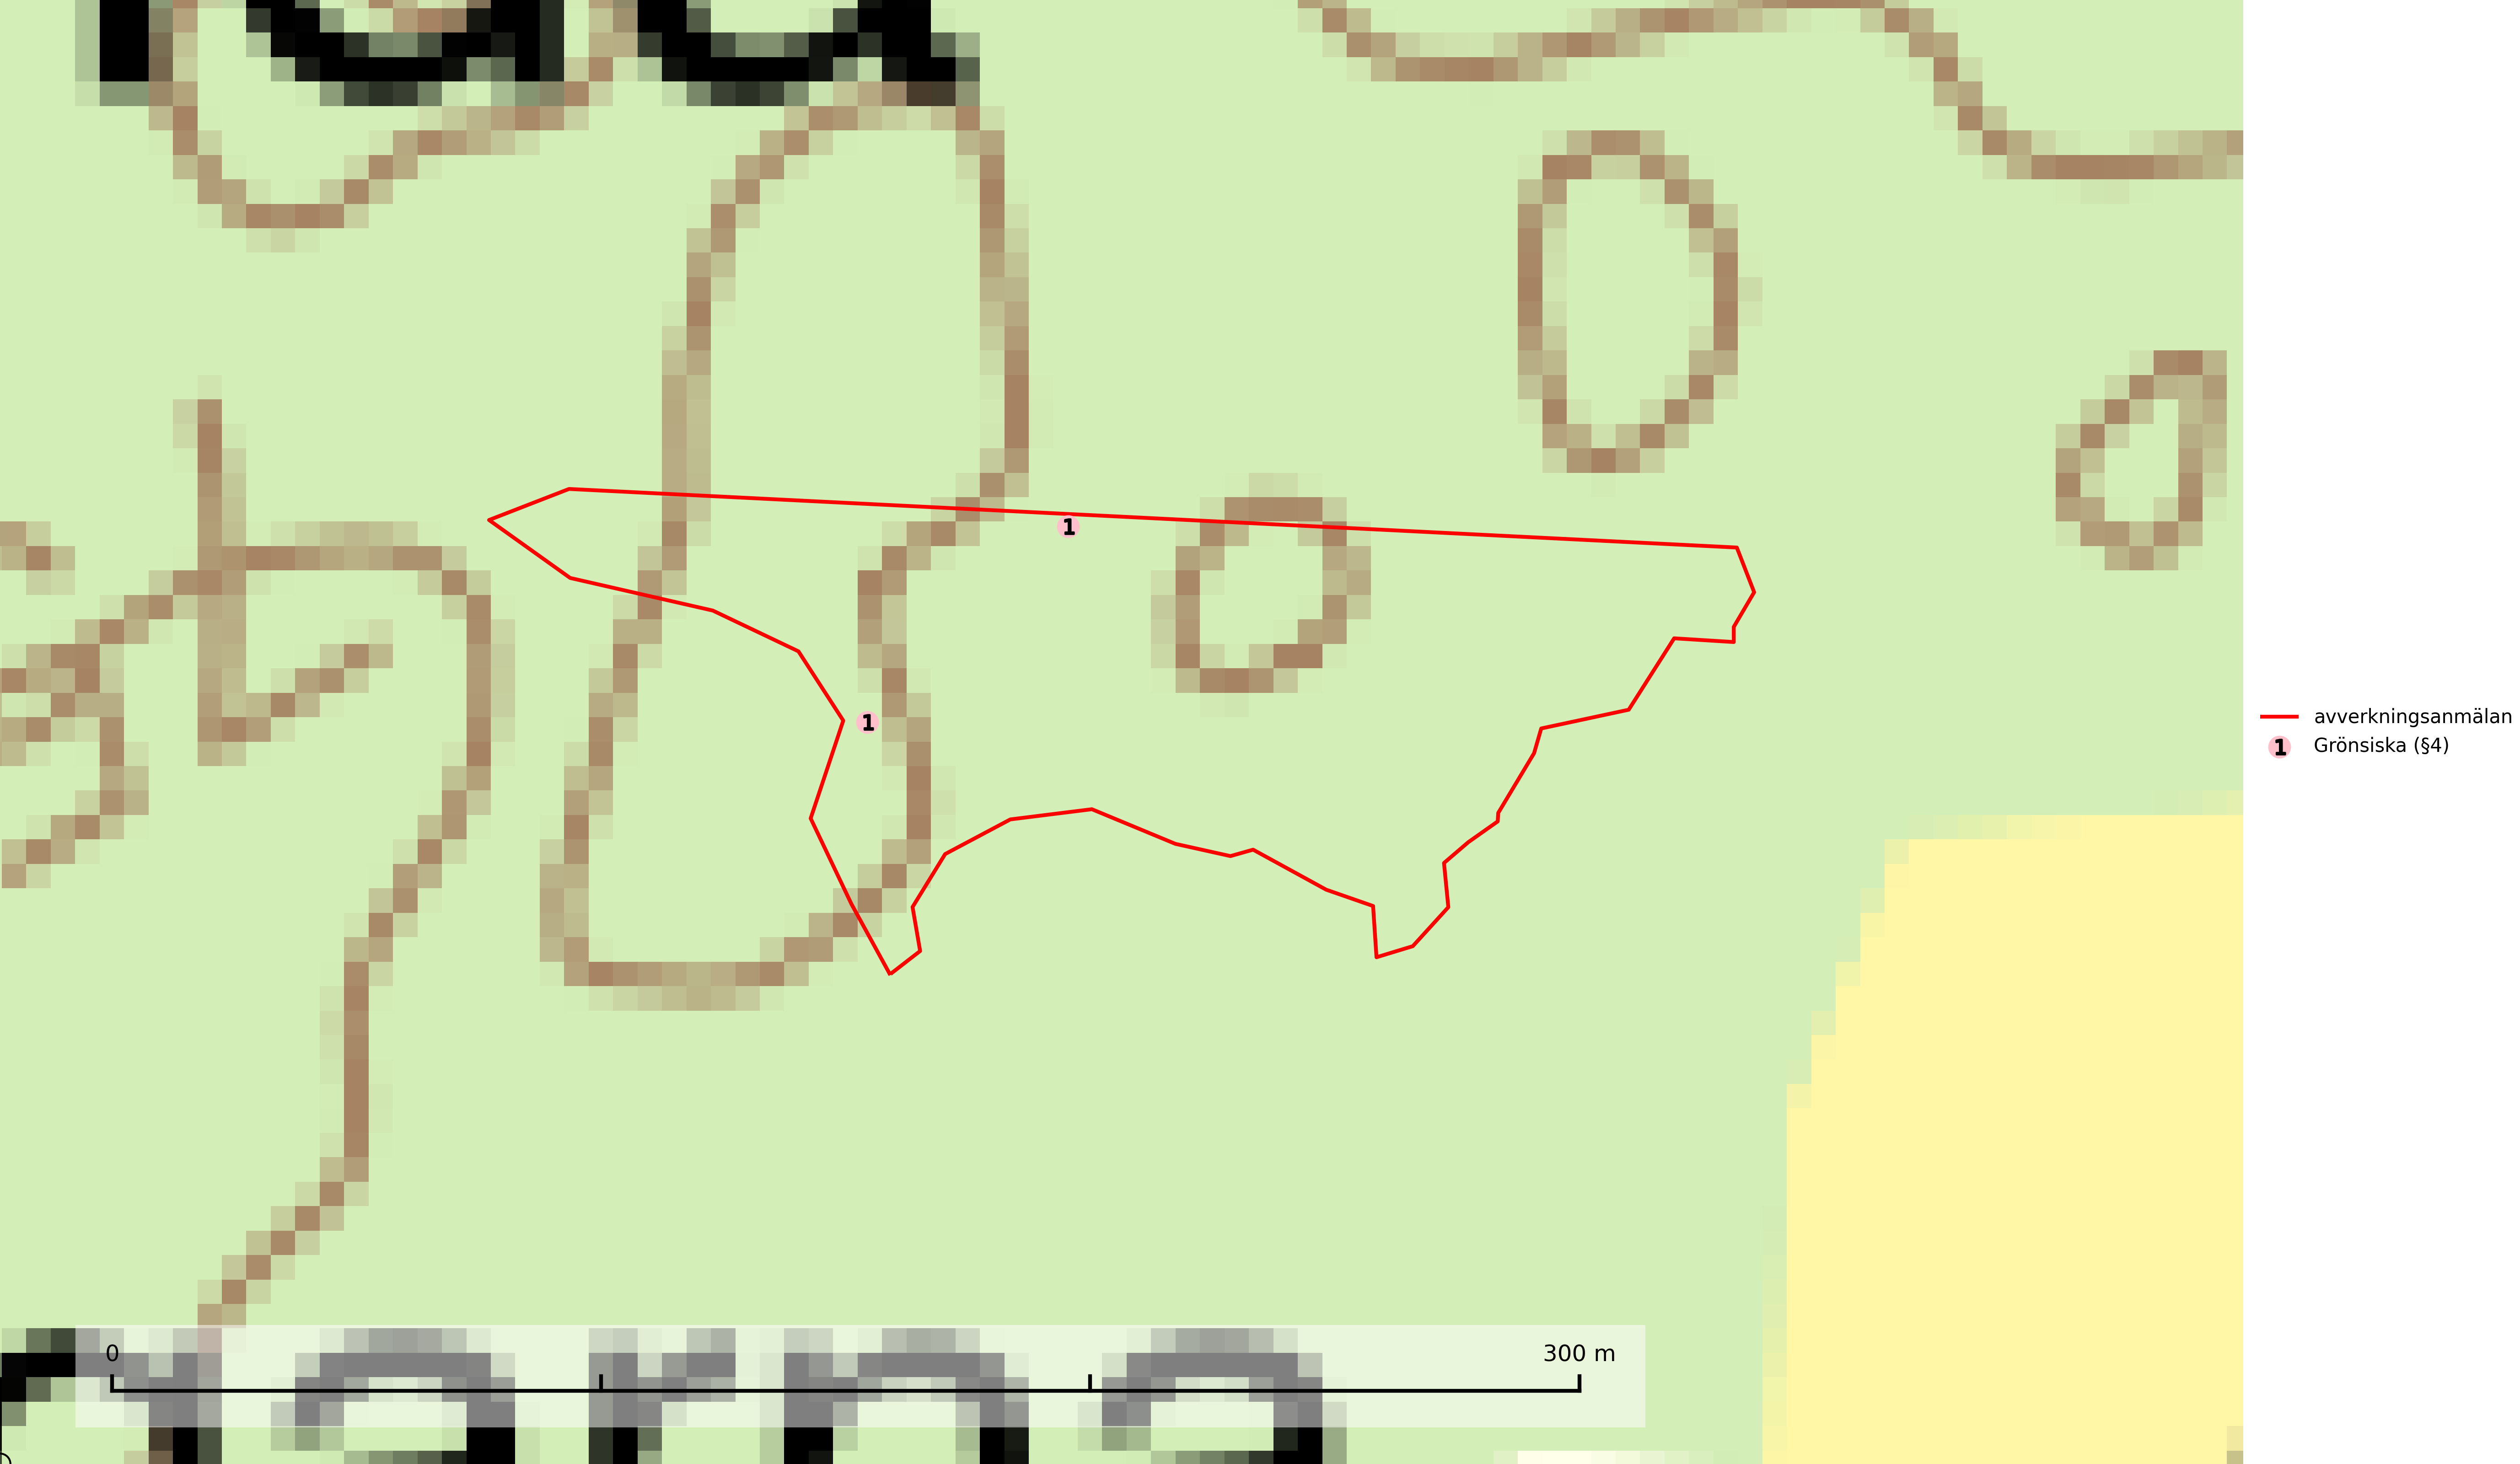 1
1
avverkningsanmälan
1 Grönsiska (§4)
0 300 m